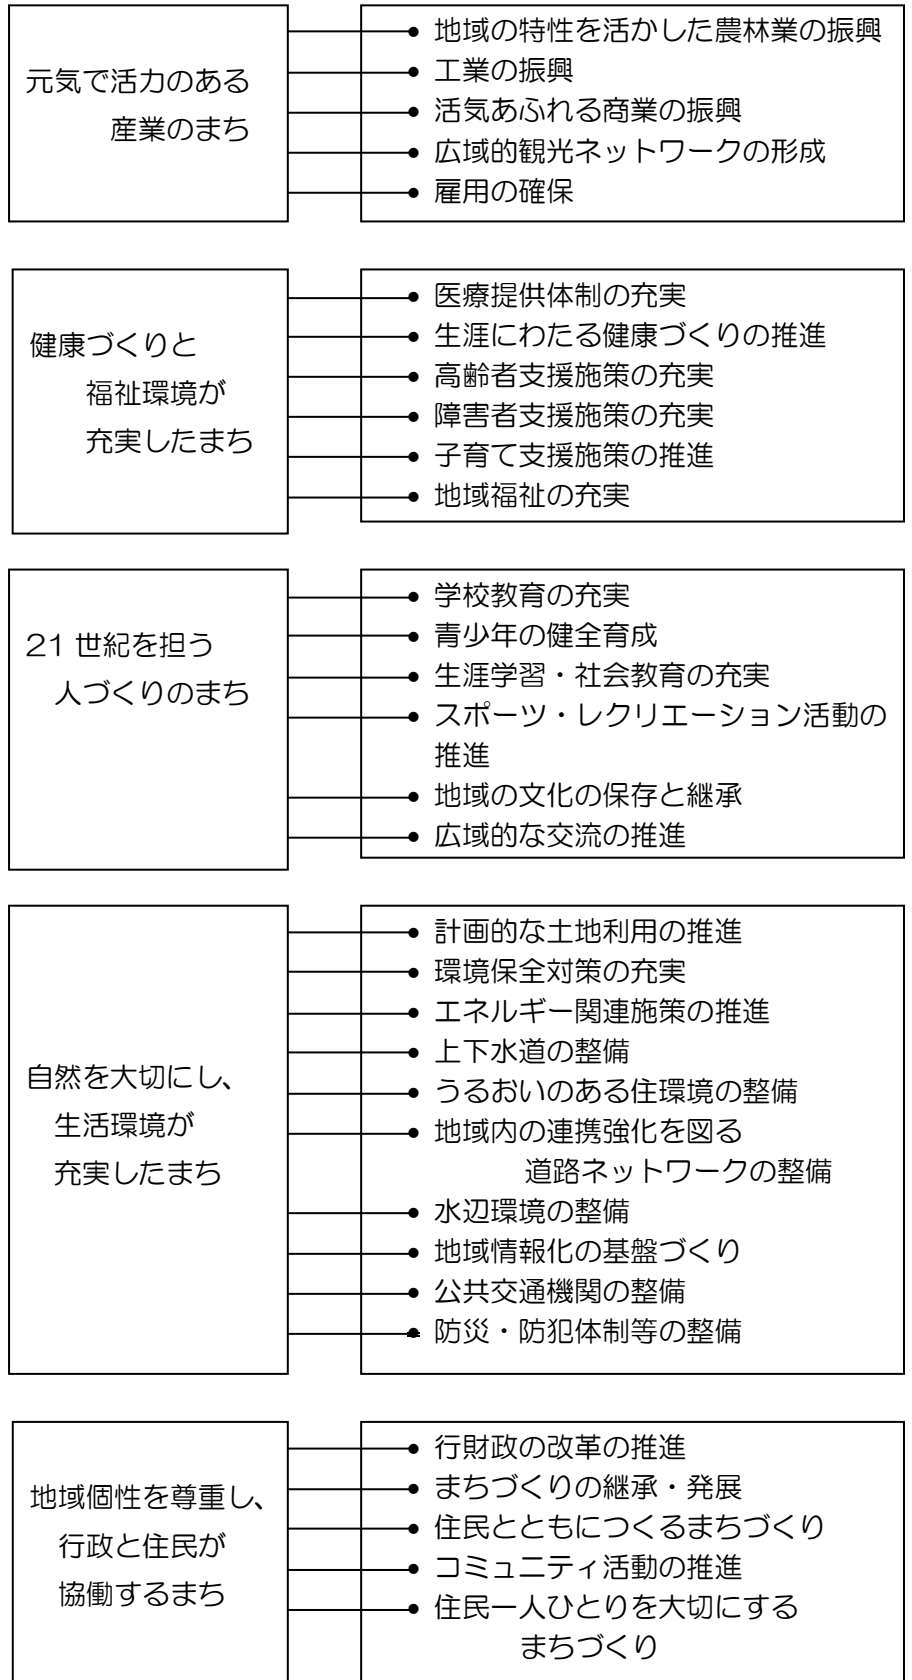 元気で活力のある
産業のまち
● 地域の特性を活かした農林業の振興
● 工業の振興
● 活気あふれる商業の振興
● 広域的観光ネットワークの形成
● 雇用の確保
健康づくりと
福祉環境が
充実したまち
● 医療提供体制の充実
● 生涯にわたる健康づくりの推進
● 高齢者支援施策の充実
● 障害者支援施策の充実
● 子育て支援施策の推進
● 地域福祉の充実
21 世紀を担う
人づくりのまち
● 学校教育の充実
● 青少年の健全育成
● 生涯学習・社会教育の充実
● スポーツ・レクリエーション活動の
推進
● 地域の文化の保存と継承
● 広域的な交流の推進
自然を大切にし、
生活環境が
充実したまち
● 計画的な土地利用の推進
● 環境保全対策の充実
● エネルギー関連施策の推進
● 上下水道の整備
● うるおいのある住環境の整備
● 地域内の連携強化を図る
道路ネットワークの整備
● 水辺環境の整備
● 地域情報化の基盤づくり
● 公共交通機関の整備
● 防災・防犯体制等の整備
地域個性を尊重し、
行政と住民が
協働するまち
● 行財政の改革の推進
● まちづくりの継承・発展
● 住民とともにつくるまちづくり
● コミュニティ活動の推進
● 住民一人ひとりを大切にする
まちづくり